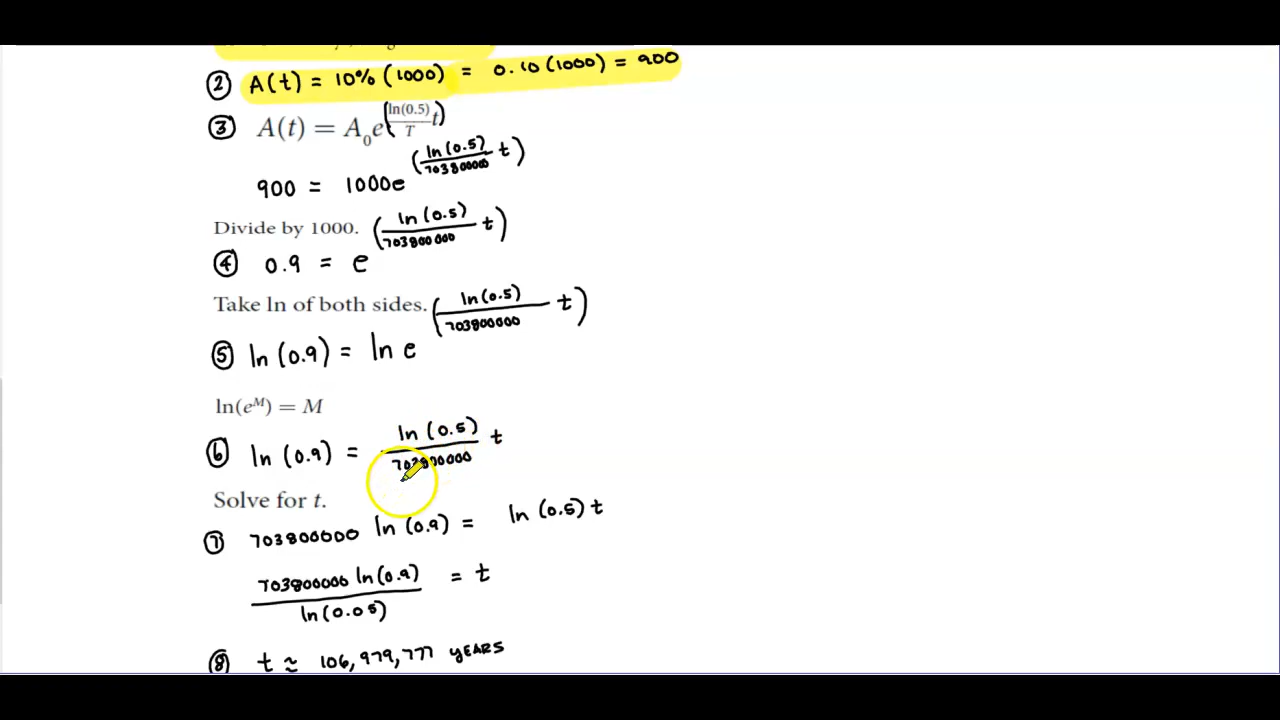 ② A(t) = 10% (1000) = 0.10 (1000) = 900
③ A(t) = A₀e^(ln(0.5)/T t)
900 = 1000e^(ln(0.5)/703800000 t)
Divide by 1000.
④ 0.9 = e^(ln(0.5)/703800000 t)
Take ln of both sides.
⑤ ln(0.9) = ln e^(ln(0.5)/703800000 t)
ln(e^M) = M
⑥ ln(0.9) = ln(0.5)/703800000 t
Solve for t.
⑦ 703800000 ln(0.9) = ln(0.5) t
703800000 ln(0.9)/ln(0.05) = t
⑧ t ≈ 106,979,777 YEARS